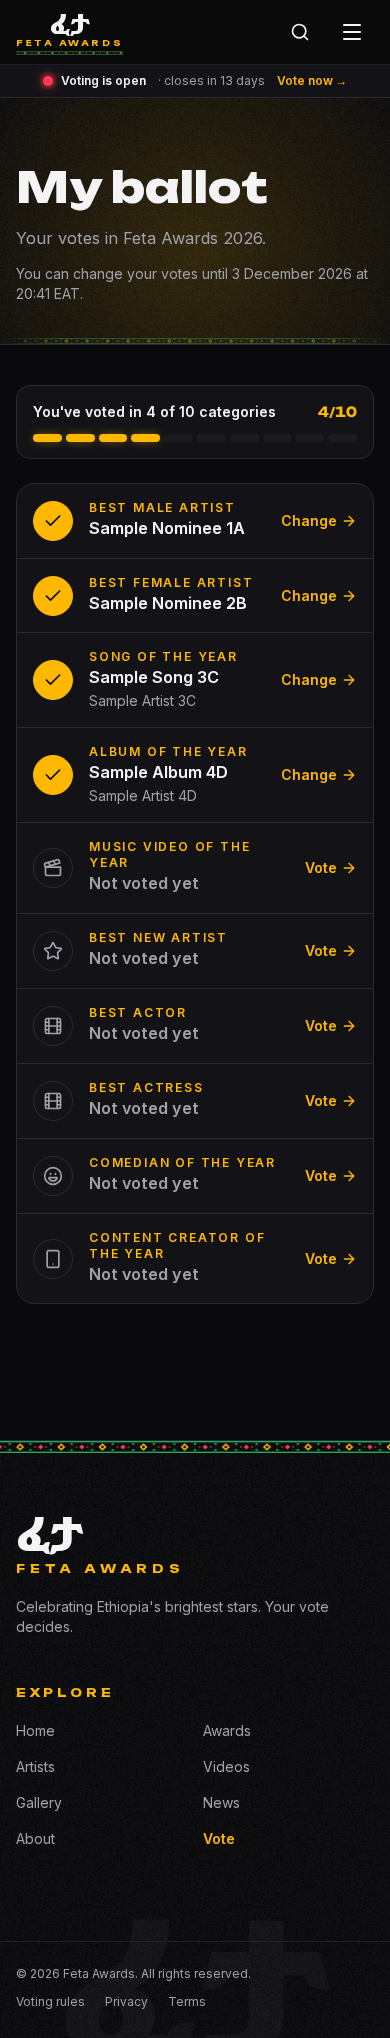 ፈታ
FETA AWARDS
Voting is open · closes in 13 days Vote now →
My ballot
Your votes in Feta Awards 2026.
You can change your votes until 3 December 2026 at
20:41 EAT.
You've voted in 4 of 10 categories 4/10
BEST MALE ARTIST
Sample Nominee 1A
Change →
BEST FEMALE ARTIST
Sample Nominee 2B
Change →
SONG OF THE YEAR
Sample Song 3C
Sample Artist 3C
Change →
ALBUM OF THE YEAR
Sample Album 4D
Sample Artist 4D
Change →
MUSIC VIDEO OF THE
YEAR
Not voted yet
Vote →
BEST NEW ARTIST
Not voted yet
Vote →
BEST ACTOR
Not voted yet
Vote →
BEST ACTRESS
Not voted yet
Vote →
COMEDIAN OF THE YEAR
Not voted yet
Vote →
CONTENT CREATOR OF
THE YEAR
Not voted yet
Vote →
ፈታ
FETA AWARDS
Celebrating Ethiopia's brightest stars. Your vote
decides.
EXPLORE
Home Awards
Artists Videos
Gallery News
About Vote
ፈታ
© 2026 Feta Awards. All rights reserved.
Voting rules Privacy Terms